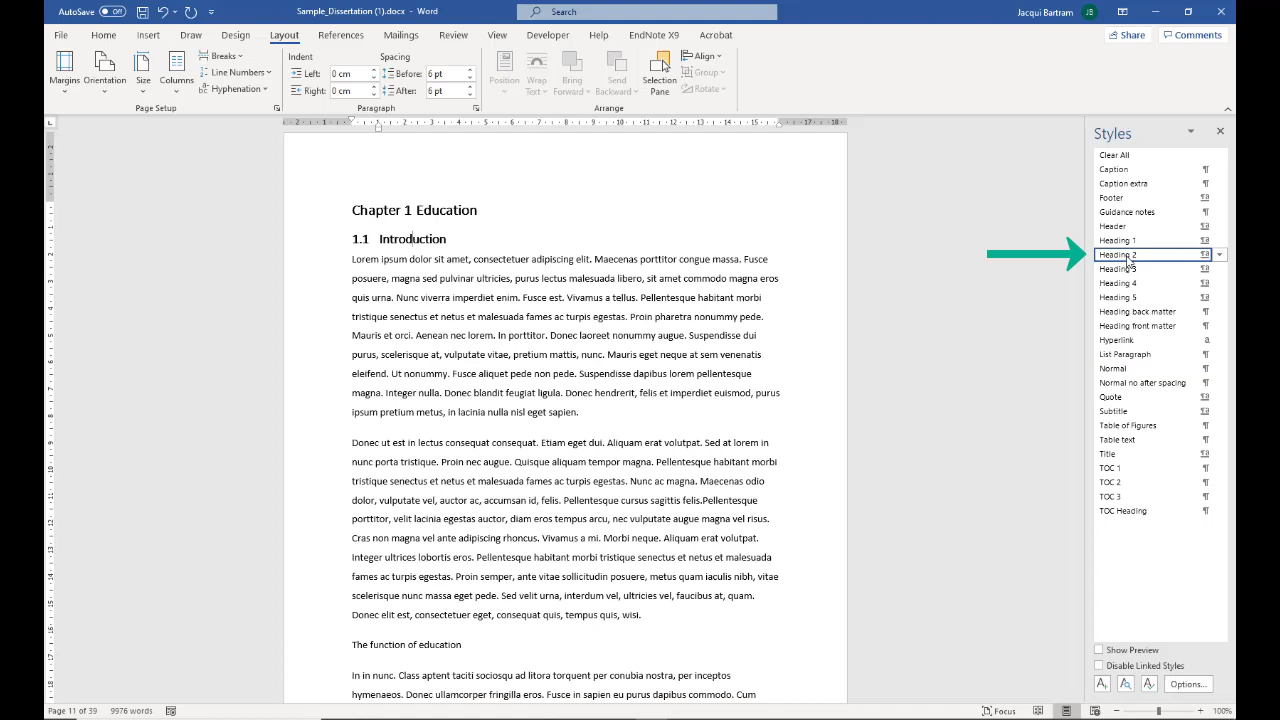 AutoSave Off Sample_Dissertation (1).docx - Word Search Jacqui Bartram JB
File Home Insert Draw Design Layout References Mailings Review View Developer Help EndNote X9 Acrobat Share Comments
Margins Orientation Size Columns Breaks Line Numbers Hyphenation
Indent Spacing
Left: 0 cm Before: 6 pt
Right: 0 cm After: 6 pt
Position Wrap Text Bring Forward Send Backward Selection Pane Align Group Rotate
Page Setup Paragraph Arrange
Chapter 1 Education
1.1 Introduction
Lorem ipsum dolor sit amet, consectetuer adipiscing elit. Maecenas porttitor congue massa. Fusce
posuere, magna sed pulvinar ultricies, purus lectus malesuada libero, sit amet commodo magna eros
quis urna. Nunc viverra imperdiet enim. Fusce est. Vivamus a tellus. Pellentesque habitant morbi
tristique senectus et netus et malesuada fames ac turpis egestas. Proin pharetra nonummy pede.
Mauris et orci. Aenean nec lorem. In porttitor. Donec laoreet nonummy augue. Suspendisse dui
purus, scelerisque at, vulputate vitae, pretium mattis, nunc. Mauris eget neque at sem venenatis
eleifend. Ut nonummy. Fusce aliquet pede non pede. Suspendisse dapibus lorem pellentesque
magna. Integer nulla. Donec blandit feugiat ligula. Donec hendrerit, felis et imperdiet euismod, purus
ipsum pretium metus, in lacinia nulla nisl eget sapien.
Donec ut est in lectus consequat consequat. Etiam eget dui. Aliquam erat volutpat. Sed at lorem in
nunc porta tristique. Proin nec augue. Quisque aliquam tempor magna. Pellentesque habitant morbi
tristique senectus et netus et malesuada fames ac turpis egestas. Nunc ac magna. Maecenas odio
dolor, vulputate vel, auctor ac, accumsan id, felis. Pellentesque cursus sagittis felis.Pellentesque
porttitor, velit lacinia egestas auctor, diam eros tempus arcu, nec vulputate augue magna vel risus.
Cras non magna vel ante adipiscing rhoncus. Vivamus a mi. Morbi neque. Aliquam erat volutpat.
Integer ultrices lobortis eros. Pellentesque habitant morbi tristique senectus et netus et malesuada
fames ac turpis egestas. Proin semper, ante vitae sollicitudin posuere, metus quam iaculis nibh, vitae
scelerisque nunc massa eget pede. Sed velit urna, interdum vel, ultricies vel, faucibus at, quam.
Donec elit est, consectetuer eget, consequat quis, tempus quis, wisi.
The function of education
In in nunc. Class aptent taciti sociosqu ad litora torquent per conubia nostra, per inceptos
hymenaeos. Donec ullamcorper fringilla eros. Fusce in sapien eu purus dapibus commodo. Cum
Styles
Clear All
Caption
Caption extra
Footer
Guidance notes
Header
Heading 1
Heading 2
Heading 3
Heading 4
Heading 5
Heading back matter
Heading front matter
Hyperlink
List Paragraph
Normal
Normal no after spacing
Quote
Subtitle
Table of Figures
Table text
Title
TOC 1
TOC 2
TOC 3
TOC Heading
Show Preview
Disable Linked Styles
Options...
Page 11 of 39 9976 words Focus 100%